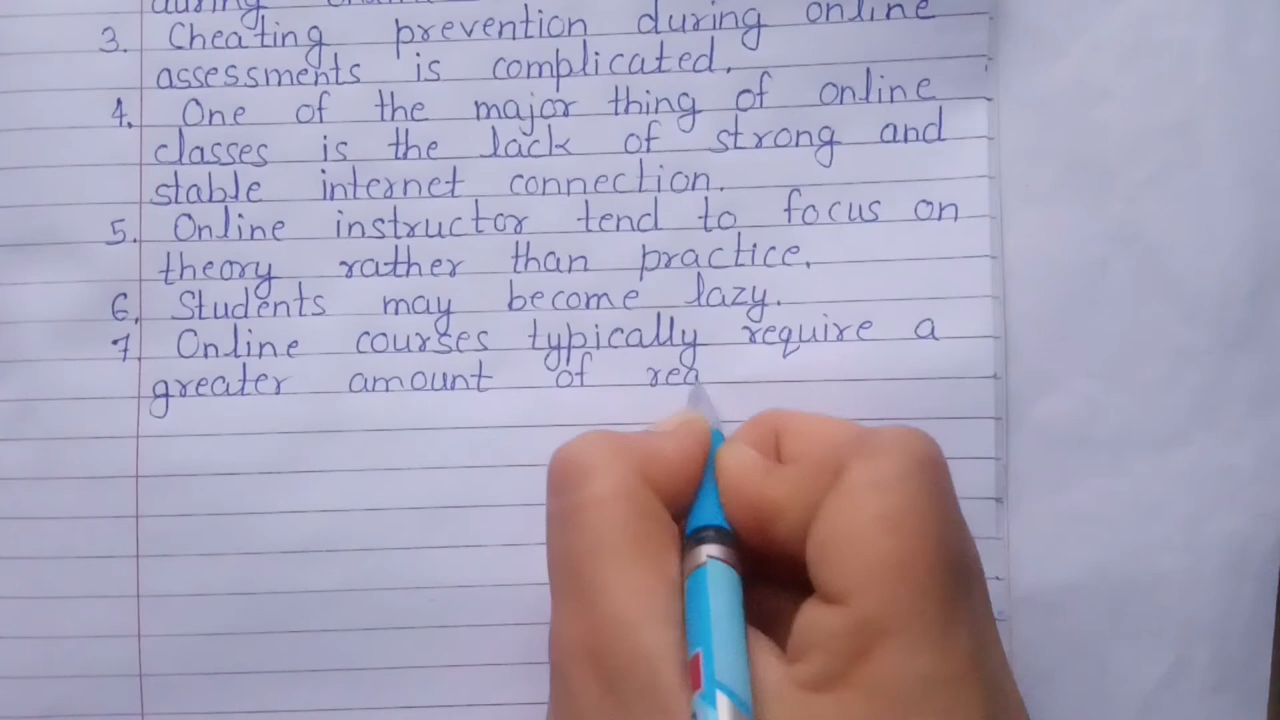 during
3. Cheating prevention during online
assessments is complicated.
4. One of the major thing of online
classes is the lack of strong and
stable internet connection.
5. Online instructor tend to focus on
theory rather than practice.
6. Students may become lazy.
7 Online courses typically require a
greater amount of rea